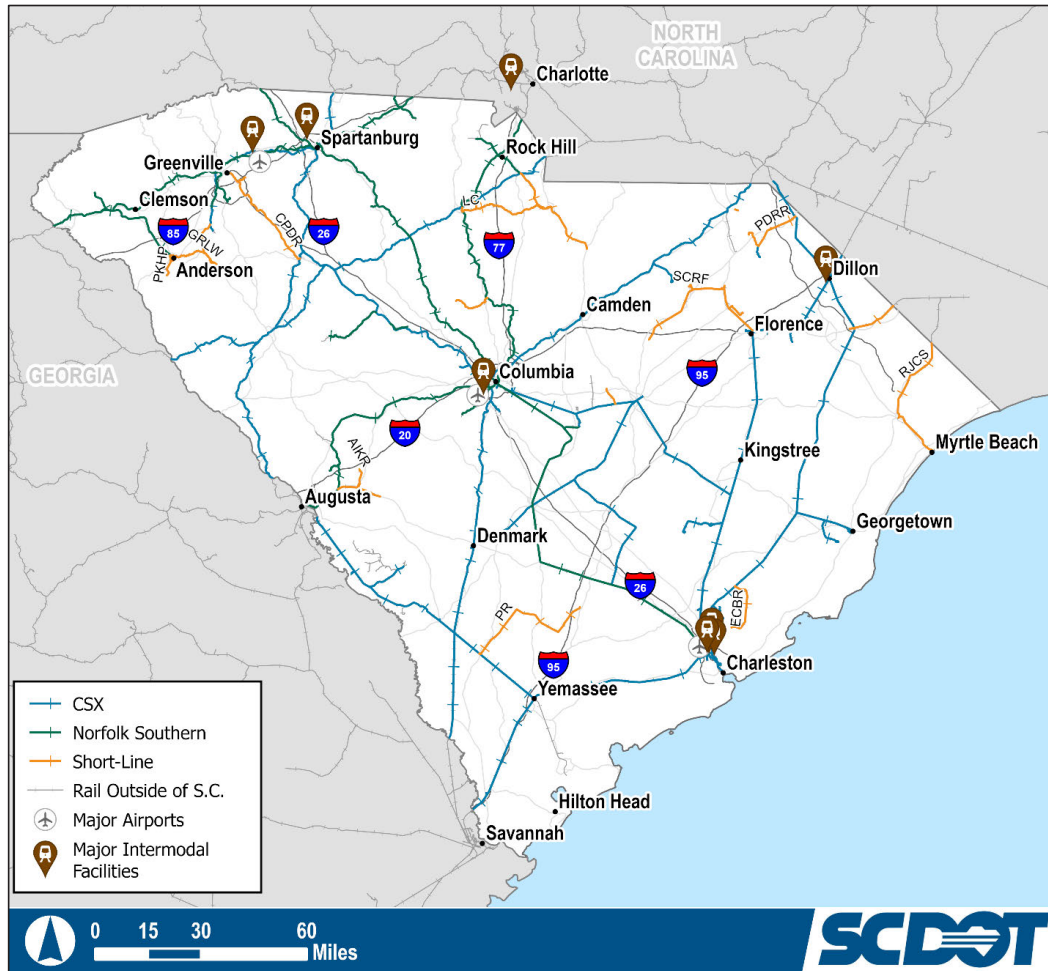 NORTH
CAROLINA
Charlotte
Spartanburg
Rock Hill
Greenville
Clemson
LC
CPDR
85
26
77
PDRR
GRLW
PKHP
Anderson
Dillon
SCRF
Camden
Florence
GEORGIA
Columbia
95
RJCS
20
AIKR
Myrtle Beach
Kingstree
Augusta
Georgetown
Denmark
26
ECBR
PR
95
Charleston
Yemassee
Hilton Head
Savannah
CSX
Norfolk Southern
Short-Line
Rail Outside of S.C.
Major Airports
Major Intermodal
Facilities
0 15 30 60
Miles
SCDOT